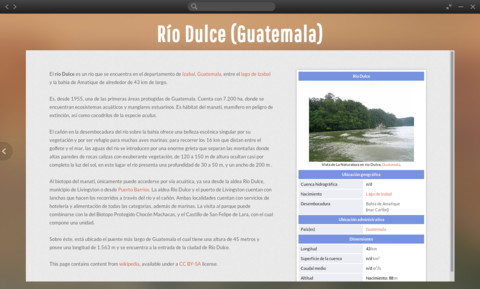 Río Dulce (Guatemala)
El río Dulce es un río que se encuentra en el departamento de Izabal, Guatemala, entre el lago de Izabal
y la bahía de Amatique de alrededor de 43 km de largo.
Es, desde 1955, una de las primeras áreas protegidas de Guatemala. Cuenta con 7.200 ha, donde se
encuentran ecosistemas acuáticos y manglares estuarinos. Es hábitat del manatí, mamífero en peligro de
extinción, así como cocodrilos de la especie acutus.
El cañón en la desembocadura del río sobre la bahía ofrece una belleza escénica singular por su
vegetación y por ser refugio para muchas aves marinas; para recorrer los 16 km que distan entre el
golfete y el mar, las aguas del río se introducen por una enorme grieta que separan las montañas desde
altas paredes de rocas calizas con exuberante vegetación, de 120 a 150 m de altura ocultan casi por
completo la luz del sol, en este lugar el río presenta una profundidad de 30 a 50 m, y un ancho de 200 m .
Al biotopo del manatí, únicamente puede accederse por vía acuática, ya sea desde la aldea Río Dulce,
municipio de Livingston o desde Puerto Barrios. La aldea Río Dulce y el puerto de Livingston cuentan con
lanchas que hacen los recorridos a través del río y el cañón. Ambas localidades cuentan con servicios de
hotelería y alimentación de todas las categorías, además de marinas. La visita al parque puede
combinarse con la del Biotopo Protegido Chocón Machacas, y el Castillo de San Felipe de Lara, con el cual
compone una unidad.
Sobre éste, está ubicado el puente más largo de Guatemala el cual tiene una altura de 45 metros y
posee una longitud de 1,563 m y se encuentra a la entrada de la ciudad de Río Dulce.
This page contains content from wikipedia, available under a CC BY-SA license.
Río Dulce
Vista de La Naturaleza en río Dulce, Guatemala.
Ubicación geográfica
Cuenca hidrográfica n/d
Nacimiento Lago de Izabal
Desembocadura Bahía de Amatique
(mar Caribe)
Ubicación administrativa
País(es) Guatemala
Dimensiones
Longitud 43 km
Superficie de la cuenca n/d km²
Caudal medio n/d m³/s
Altitud Nacimiento: 88 m